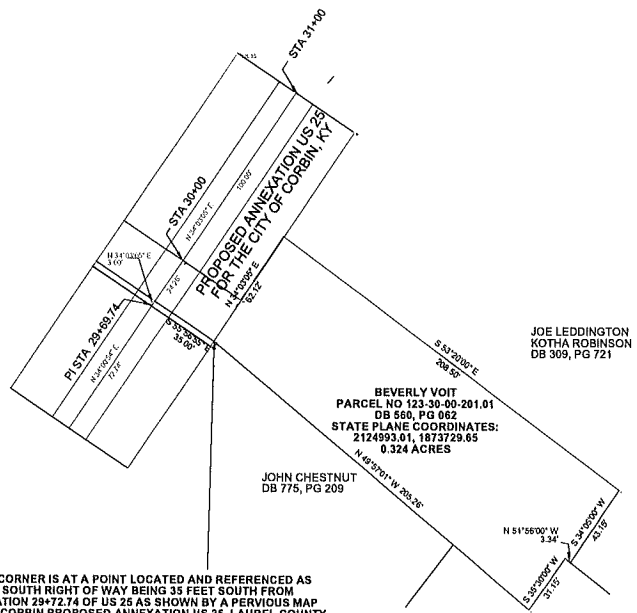 STA 31+00
PROPOSED ANNEXATION US 25
FOR THE CITY OF CORBIN, KY
STA 30+00
100.00'
N 34°03'05" E
N 34°03'05" E
3.00'
PI STA 29+69.74
N 34°03'05" E
62.12'
S 55°56'55" E
35.00'
S 53°20'00" E
208.50'
JOE LEDDINGTON
KOTHA ROBINSON
DB 309, PG 721
BEVERLY VOIT
PARCEL NO 123-30-00-201.01
DB 560, PG 062
STATE PLANE COORDINATES:
2124993.01, 1873729.65
0.324 ACRES
N 49°57'01" W 205.26'
JOHN CHESTNUT
DB 775, PG 209
N 51°56'00" W
3.34'
S 34°05'00" W
43.15'
S 35°30'00" W
31.15'
CORNER IS AT A POINT LOCATED AND REFERENCED AS
SOUTH RIGHT OF WAY BEING 35 FEET SOUTH FROM
ATION 29+72.74 OF US 25 AS SHOWN BY A PERVIOUS MAP
CORBIN PROPOSED ANNEXATION US 25, LAUREL COUNTY